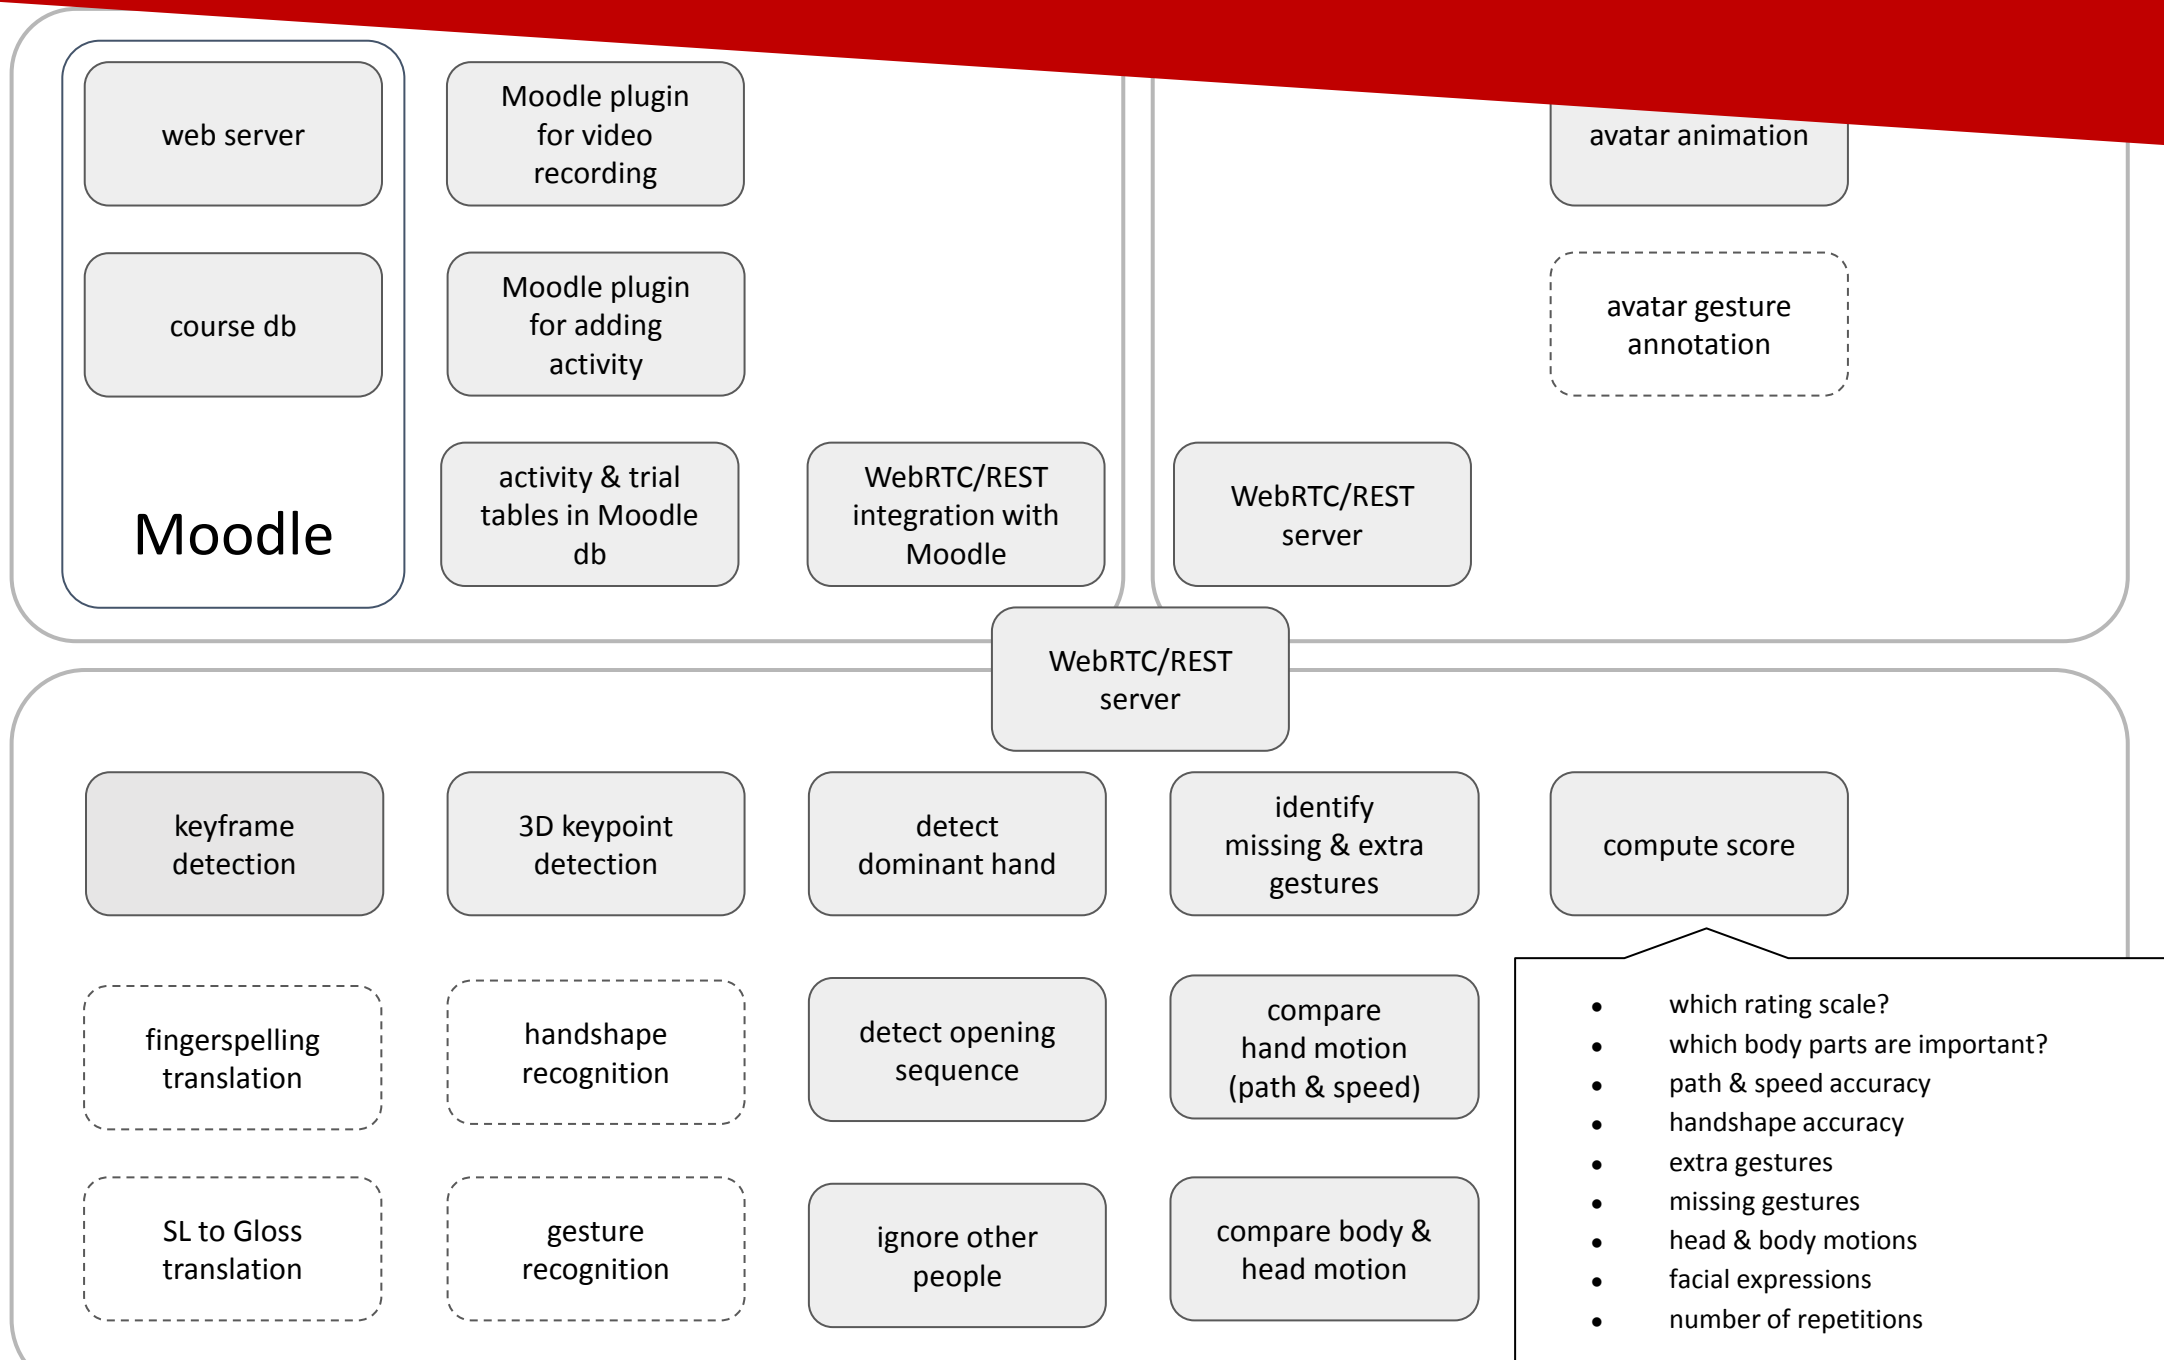 web server
Moodle plugin
for video
recording
avatar animation
course db
Moodle plugin
for adding
activity
avatar gesture
annotation
Moodle
activity & trial
tables in Moodle
db
WebRTC/REST
integration with
Moodle
WebRTC/REST
server
WebRTC/REST
server
keyframe
detection
3D keypoint
detection
detect
dominant hand
identify
missing & extra
gestures
compute score
fingerspelling
translation
handshape
recognition
detect opening
sequence
compare
hand motion
(path & speed)
SL to Gloss
translation
gesture
recognition
ignore other
people
compare body &
head motion
• which rating scale?
• which body parts are important?
• path & speed accuracy
• handshape accuracy
• extra gestures
• missing gestures
• head & body motions
• facial expressions
• number of repetitions